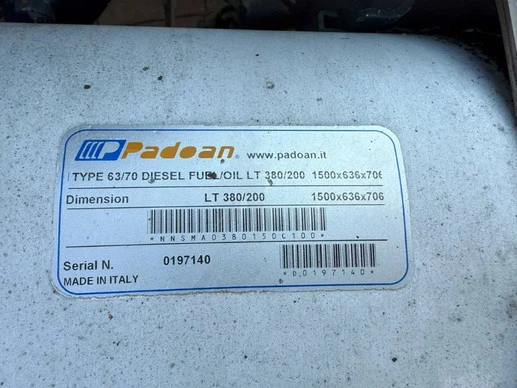 Padoan. www.padoan.it
TYPE 63/70 DIESEL FUEL/OIL LT 380/200 1500x636x706
Dimension LT 380/200 1500x636x706
*NNSMAD380150C100*
Serial N. 0197140
*00197140*
MADE IN ITALY